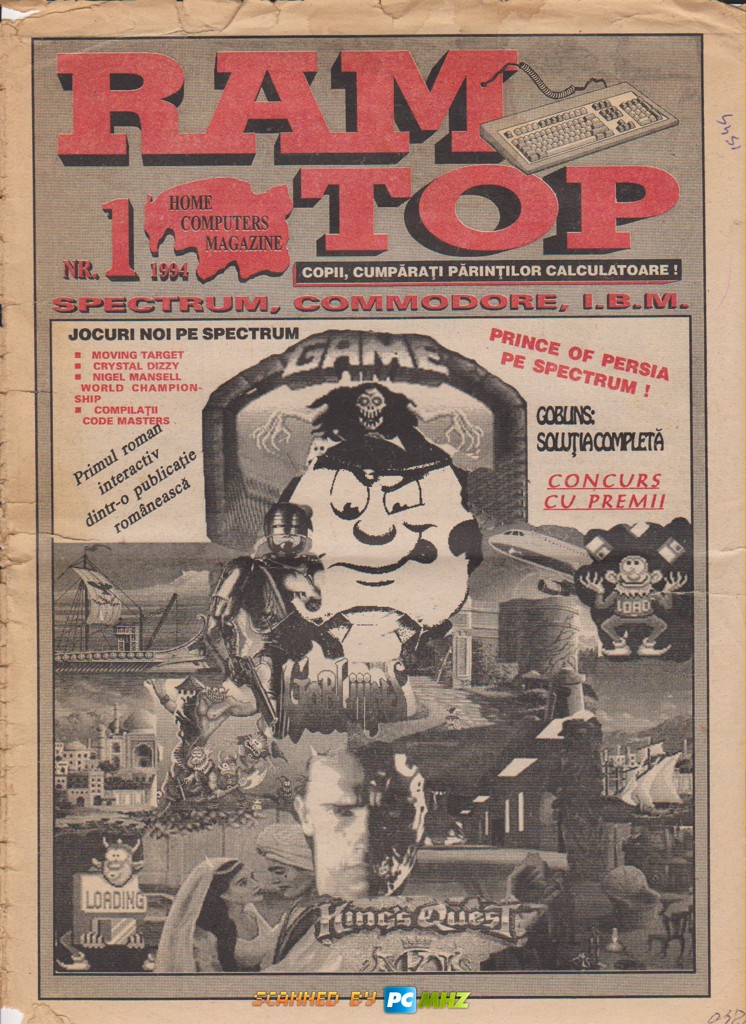 RAM
TOP
HOME
COMPUTERS
MAGAZINE
NR. 1 1994
COPII, CUMPĂRAȚI PĂRINȚILOR CALCULATOARE !
SPECTRUM, COMMODORE, I.B.M.
JOCURI NOI PE SPECTRUM
■ MOVING TARGET
■ CRYSTAL DIZZY
■ NIGEL MANSELL
WORLD CHAMPION-
SHIP
■ COMPILAȚII
CODE MASTERS
Primul roman
interactiv
dintr-o publicație
românească
GAME
PRINCE OF PERSIA
PE SPECTRUM !
GOBLINS:
SOLUȚIA COMPLETĂ
CONCURS
CU PREMII
LOAD
GOBLIIINS
LOADING
King's Quest
SCANNED BY PC MHZ